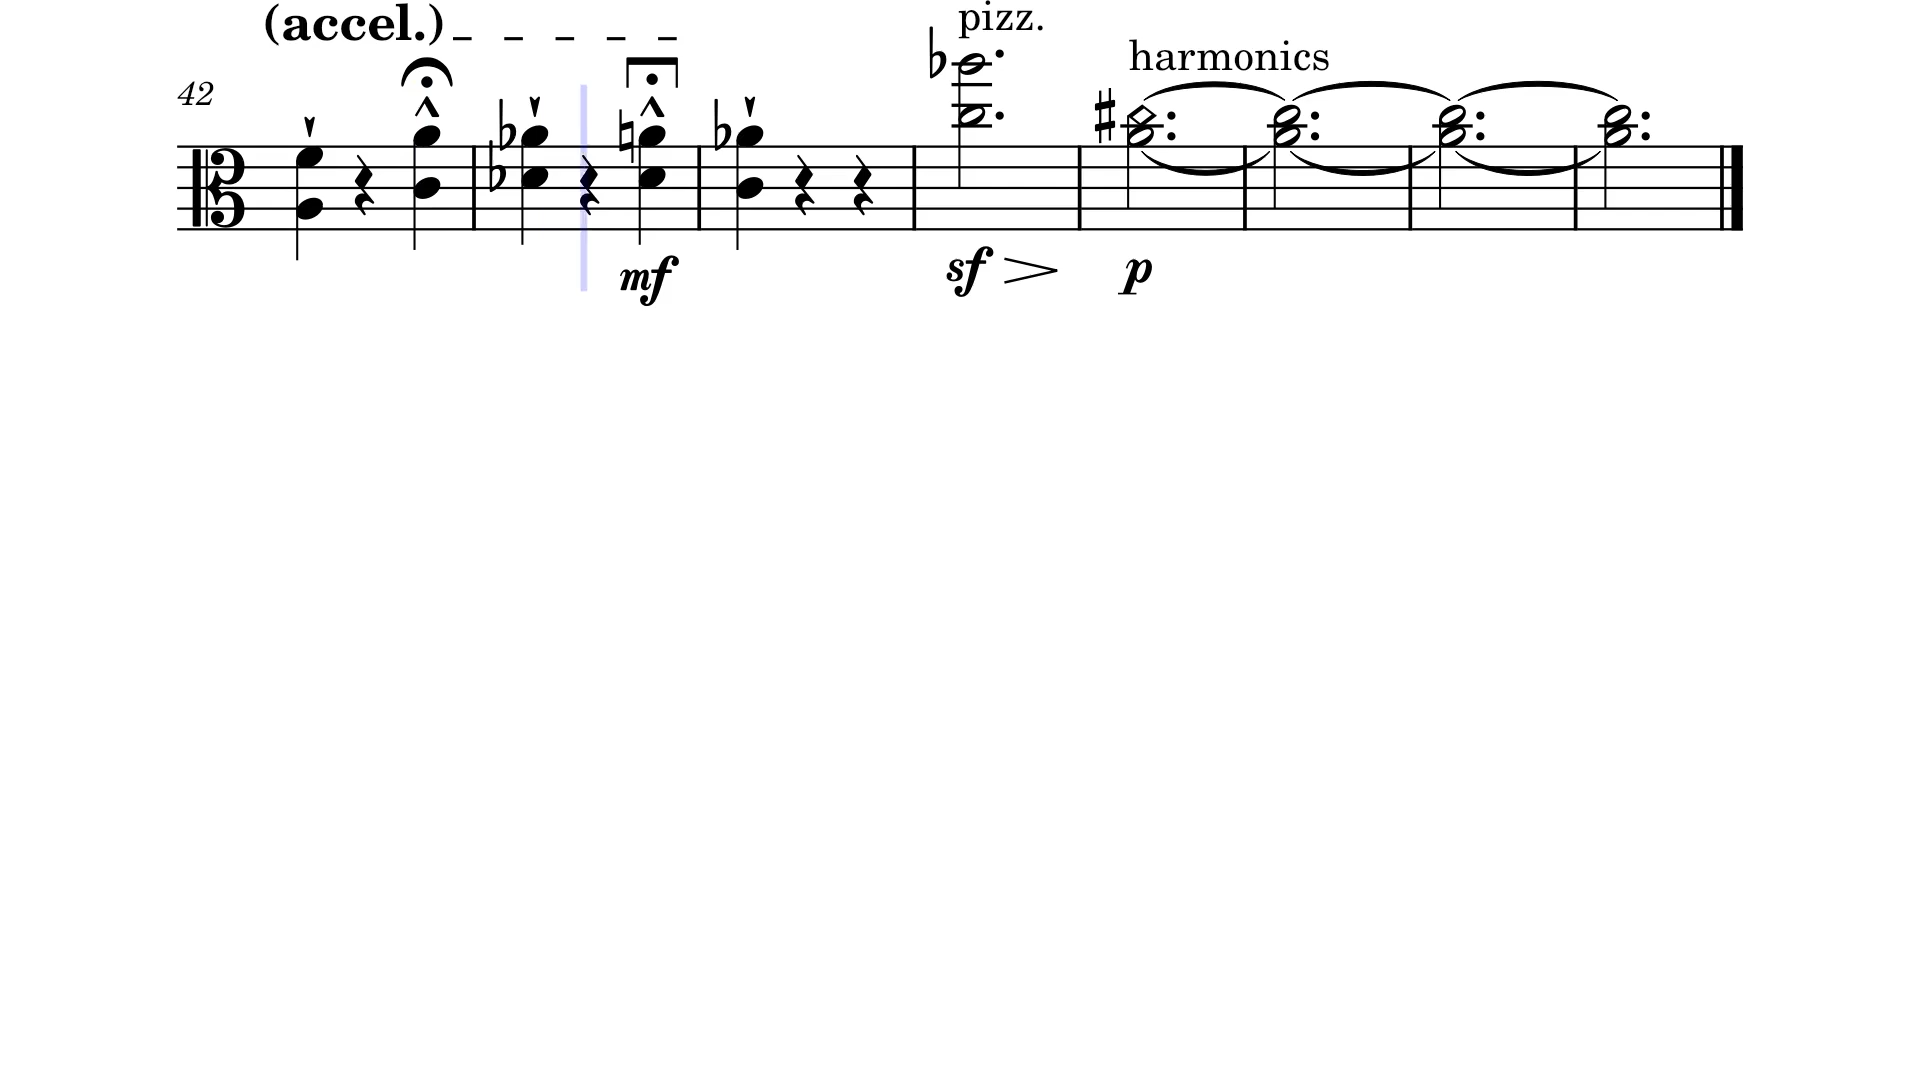 (accel.)
pizz.
harmonics
42
mf
sf
p